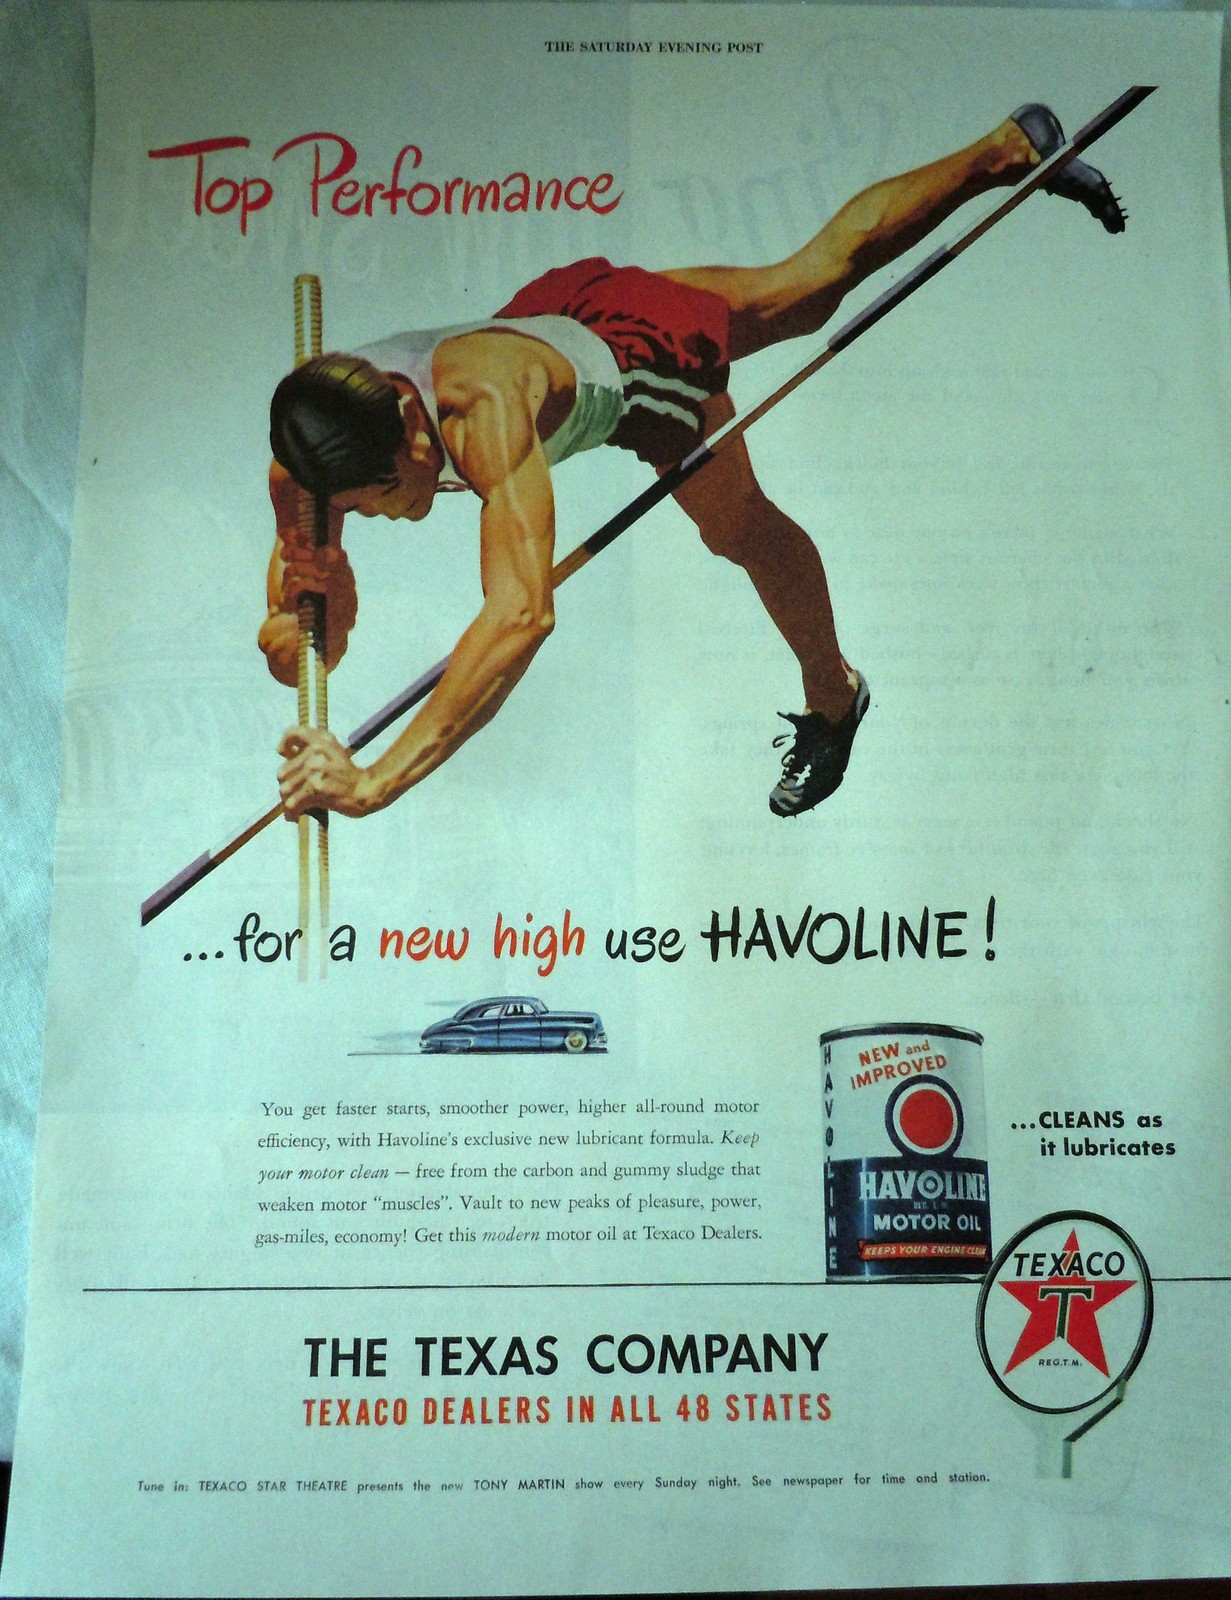 THE SATURDAY EVENING POST
Top Performance
...for a new high use HAVOLINE!
You get faster starts, smoother power, higher all-round motor
efficiency, with Havoline's exclusive new lubricant formula. Keep
your motor clean — free from the carbon and gummy sludge that
weaken motor "muscles". Vault to new peaks of pleasure, power,
gas-miles, economy! Get this modern motor oil at Texaco Dealers.
HAVOLINE
NEW and
IMPROVED
HAVOLINE
MOTOR OIL
KEEPS YOUR ENGINE CLEAN
...CLEANS as
it lubricates
TEXACO
T
REG. T. M.
THE TEXAS COMPANY
TEXACO DEALERS IN ALL 48 STATES
Tune in: TEXACO STAR THEATRE presents the new TONY MARTIN show every Sunday night. See newspaper for time and station.